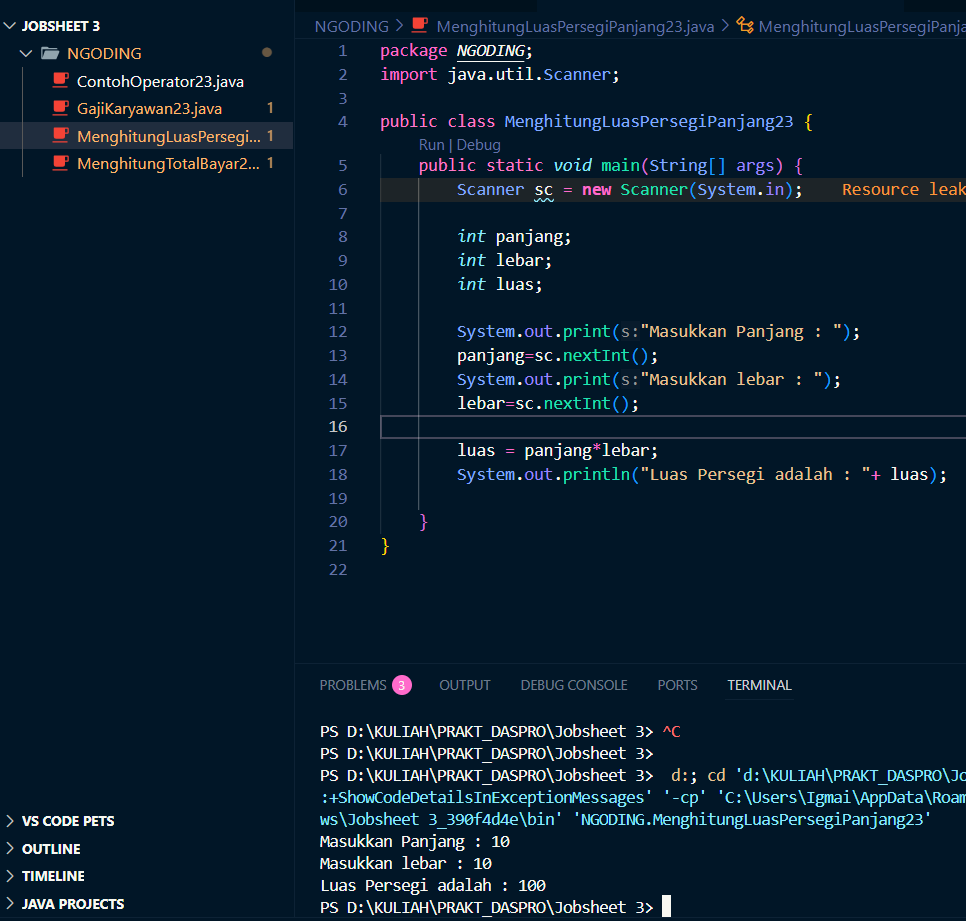 JOBSHEET 3
NGODING
ContohOperator23.java
GajiKaryawan23.java 1
MenghitungLuasPersegi... 1
MenghitungTotalBayar2... 1
VS CODE PETS
OUTLINE
TIMELINE
JAVA PROJECTS
NGODING > MenghitungLuasPersegiPanjang23.java > MenghitungLuasPersegiPanja
1 package NGODING;
2 import java.util.Scanner;
3
4 public class MenghitungLuasPersegiPanjang23 {
Run | Debug
5 public static void main(String[] args) {
6 Scanner sc = new Scanner(System.in); Resource leak
7
8 int panjang;
9 int lebar;
10 int luas;
11
12 System.out.print(s:"Masukkan Panjang : ");
13 panjang=sc.nextInt();
14 System.out.print(s:"Masukkan lebar : ");
15 lebar=sc.nextInt();
16
17 luas = panjang*lebar;
18 System.out.println("Luas Persegi adalah : "+ luas);
19
20 }
21 }
22
PROBLEMS 3 OUTPUT DEBUG CONSOLE PORTS TERMINAL
PS D:\KULIAH\PRAKT_DASPRO\Jobsheet 3> ^C
PS D:\KULIAH\PRAKT_DASPRO\Jobsheet 3>
PS D:\KULIAH\PRAKT_DASPRO\Jobsheet 3> d:; cd 'd:\KULIAH\PRAKT_DASPRO\Jo
:+ShowCodeDetailsInExceptionMessages' '-cp' 'C:\Users\Igmai\AppData\Roam
ws\Jobsheet 3_390f4d4e\bin' 'NGODING.MenghitungLuasPersegiPanjang23'
Masukkan Panjang : 10
Masukkan lebar : 10
Luas Persegi adalah : 100
PS D:\KULIAH\PRAKT_DASPRO\Jobsheet 3>